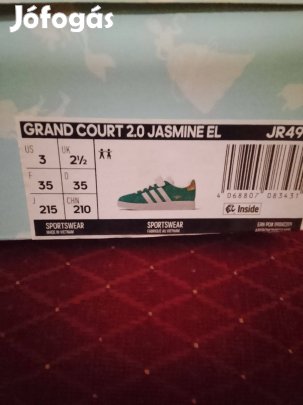 Jófogás
GRAND COURT 2.0 JASMINE EL JR49
US UK
3 2½
F D
35 35
J CHN
215 210
4 068807 083431
Inside
SPORTSWEAR SPORTSWEAR
MADE IN VIETNAM FABRIQUÉ AU VIETNAM